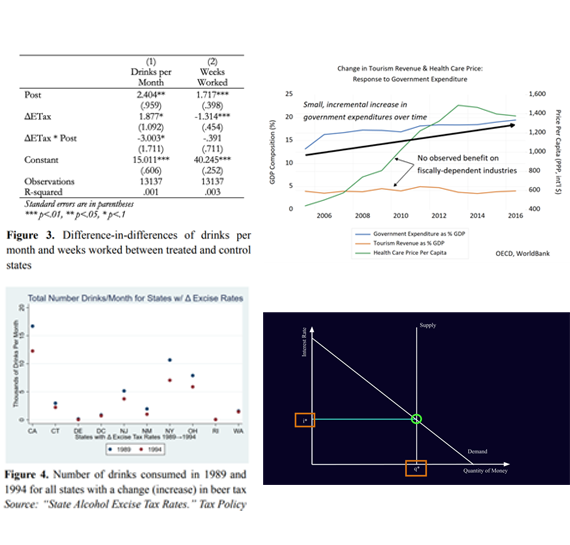 (1) (2)
Drinks per Weeks
Month Worked
Post 2.404** 1.717***
(.959) (.398)
ΔETax 1.877* -1.314***
(1.092) (.454)
ΔETax * Post -3.003* -.391
(1.711) (.711)
Constant 15.011*** 40.245***
(.606) (.252)
Observations 13137 13137
R-squared .001 .003
Standard errors are in parentheses
*** p<.01, ** p<.05, * p<.1
Figure 3. Difference-in-differences of drinks per
month and weeks worked between treated and control
states
Change in Tourism Revenue & Health Care Price:
Response to Government Expenditure
25
20
15
10
5
0
GDP Composition (%)
Small, incremental increase in
government expenditures over time
No observed benefit on
fiscally-dependent industries
1,600
1,400
1,200
1,000
800
600
400
Price Per Capita (PPP, int'l $)
2006 2008 2010 2012 2014 2016
Government Expenditure as % GDP
Tourism Revenue as % GDP
Health Care Price Per Capita
OECD, WorldBank
Total Number Drinks/Month for States w/ Δ Excise Rates
Thousands of Drinks Per Month
20
15
10
5
0
CA CT DE DC NJ NM NY OH RI WA
States with Δ Excise Tax Rates 1989→1994
1989 1994
Figure 4. Number of drinks consumed in 1989 and
1994 for all states with a change (increase) in beer tax
Source: “State Alcohol Excise Tax Rates.” Tax Policy
Interest Rate
Supply
i*
Demand
q*
Quantity of Money